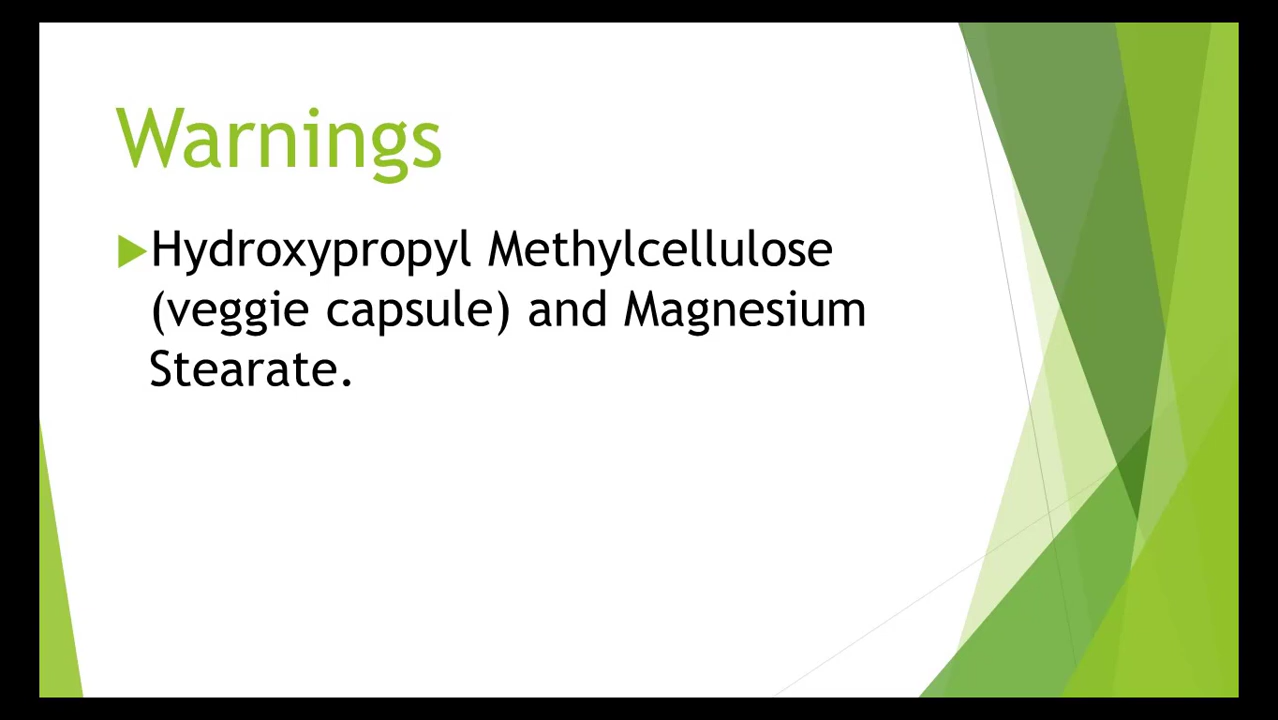 Warnings
Hydroxypropyl Methylcellulose
(veggie capsule) and Magnesium
Stearate.